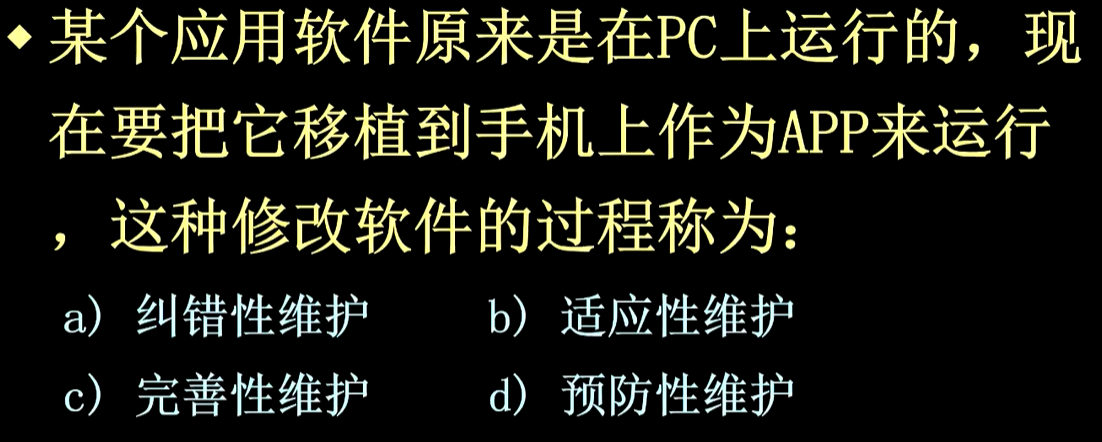 ◆ 某个应用软件原来是在PC上运行的，现
在要把它移植到手机上作为APP来运行
，这种修改软件的过程称为：
a) 纠错性维护 b) 适应性维护
c) 完善性维护 d) 预防性维护